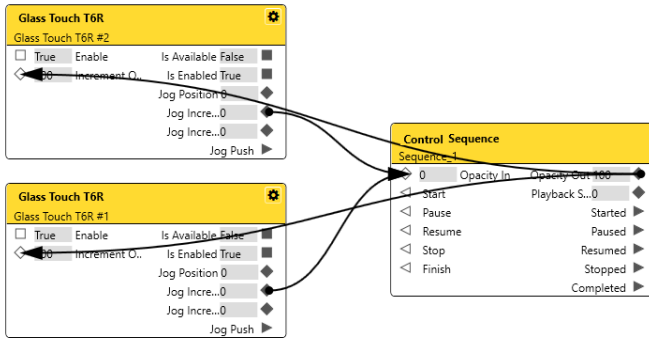 Glass Touch T6R
Glass Touch T6R #2
True Enable Is Available False
Increment O.. Is Enabled True
Jog Position 0
Jog Incre...0
Jog Incre...0
Jog Push
Control Sequence
Sequence_1
0 Opacity In Opacity Out 100
Start Playback S...0
Pause Started
Resume Paused
Stop Resumed
Finish Stopped
Completed
Glass Touch T6R
Glass Touch T6R #1
True Enable Is Available False
Increment O.. Is Enabled True
Jog Position 0
Jog Incre...0
Jog Incre...0
Jog Push